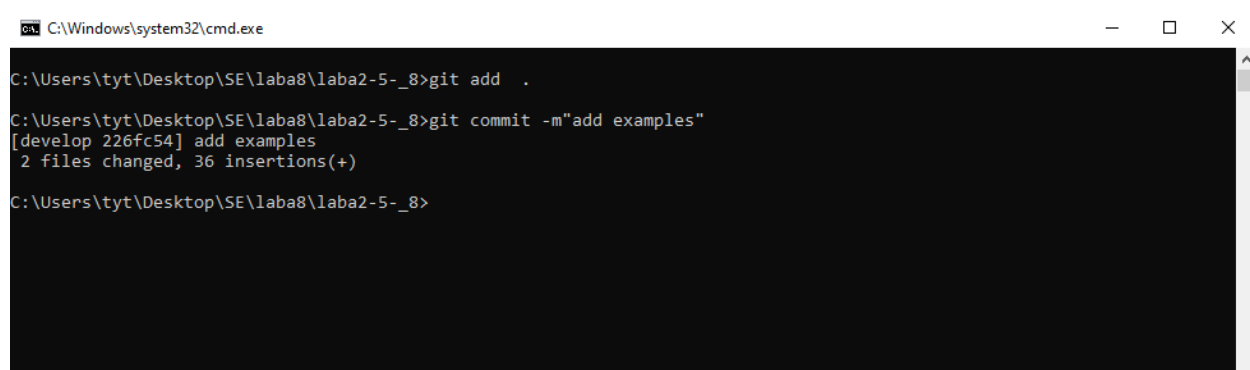 C:\Windows\system32\cmd.exe
C:\Users\tyt\Desktop\SE\laba8\laba2-5-_8>git add  .
C:\Users\tyt\Desktop\SE\laba8\laba2-5-_8>git commit -m"add examples"
[develop 226fc54] add examples
 2 files changed, 36 insertions(+)
C:\Users\tyt\Desktop\SE\laba8\laba2-5-_8>